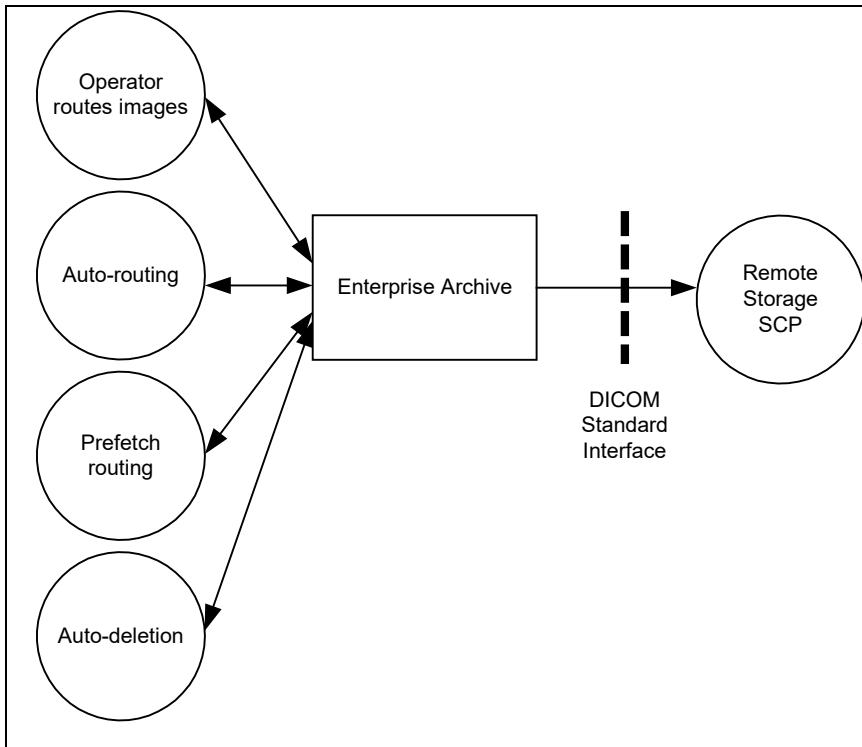 Operator
routes images
Auto-routing
Enterprise Archive
Remote
Storage
SCP
Prefetch
routing
DICOM
Standard
Interface
Auto-deletion